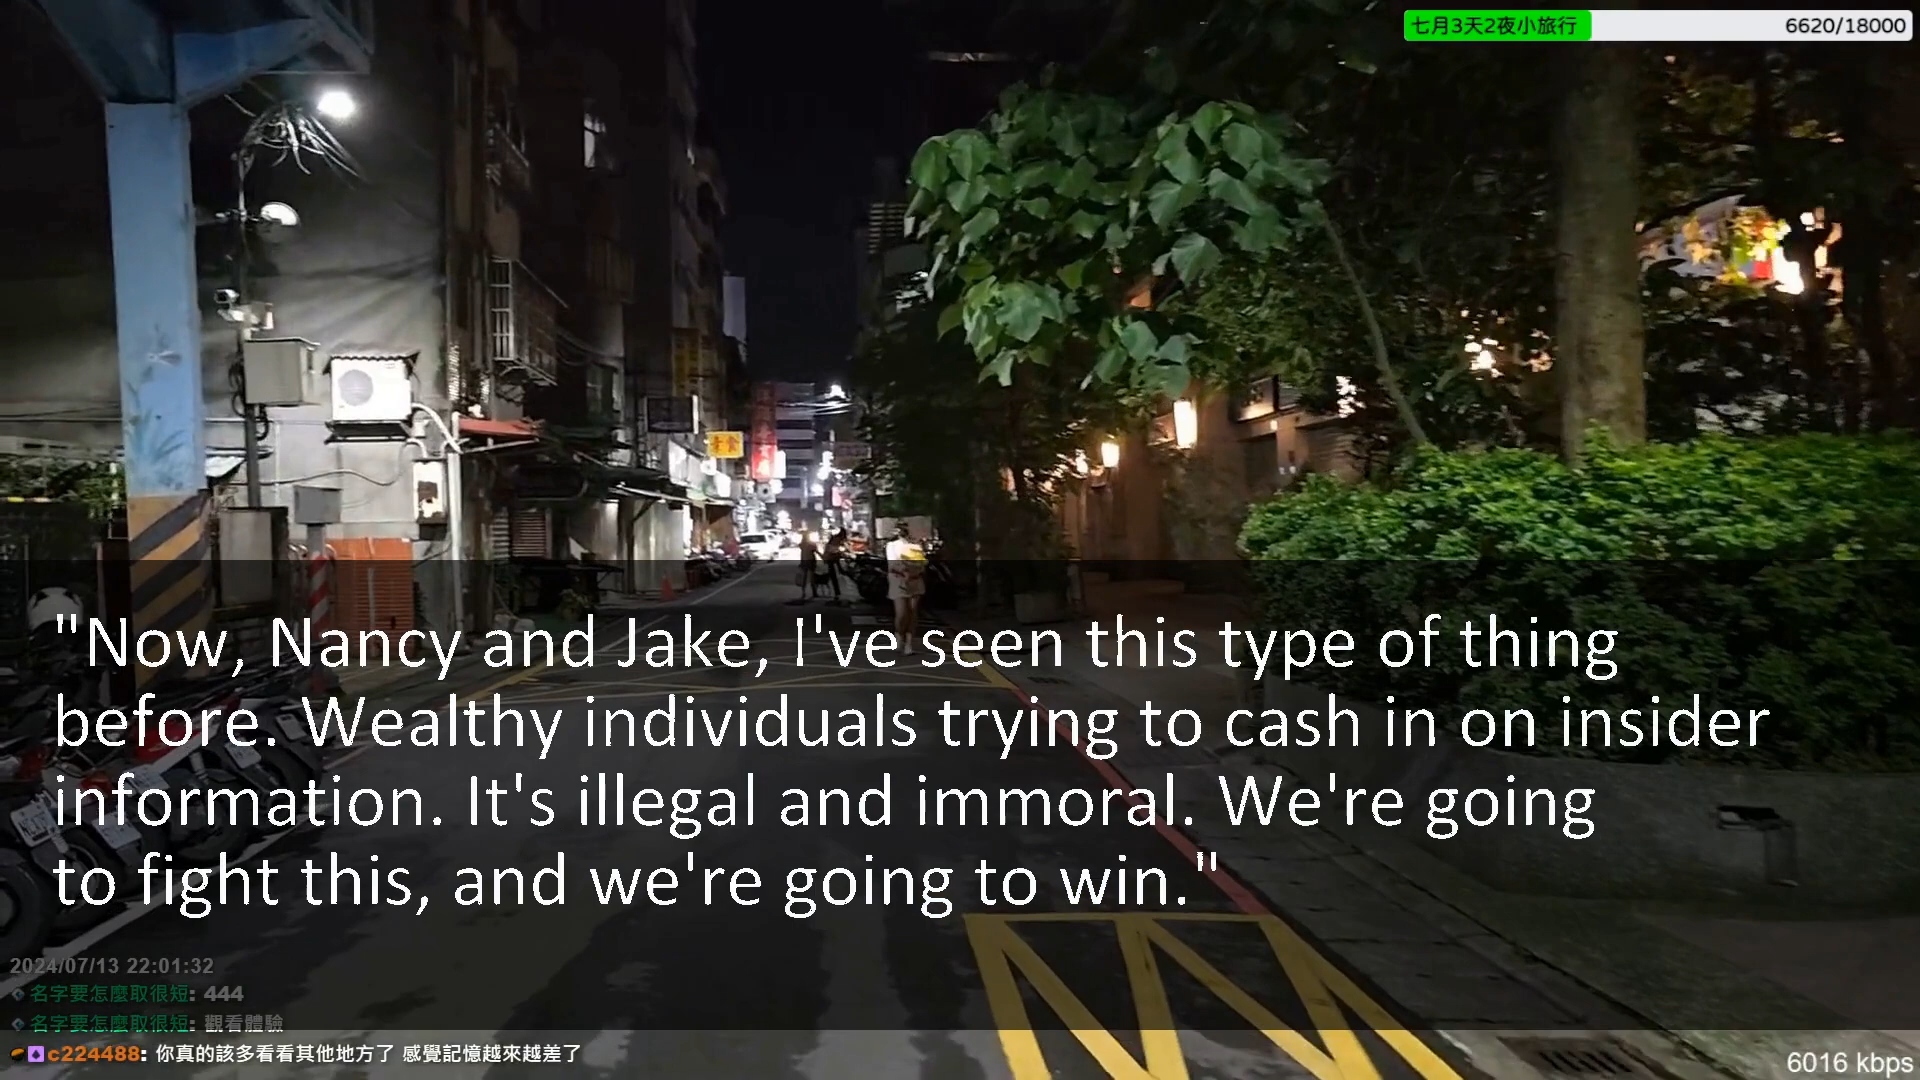 七月3天2夜小旅行 6620/18000
素食
"Now, Nancy and Jake, I've seen this type of thing
before. Wealthy individuals trying to cash in on insider
information. It's illegal and immoral. We're going
to fight this, and we're going to win."
2024/07/13 22:01:32
名字要怎麼取很短: 444
名字要怎麼取很短: 觀看體驗
c224488: 你真的該多看看其他地方了 感覺記憶越來越差了
6016 kbps